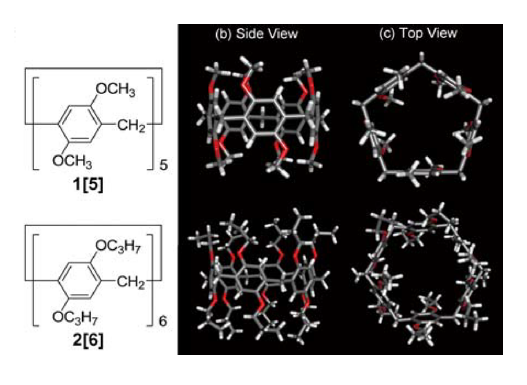 (b) Side View
(c) Top View
OCH3
CH2
OCH3
5
1[5]
OC3H7
CH2
OC3H7
6
2[6]